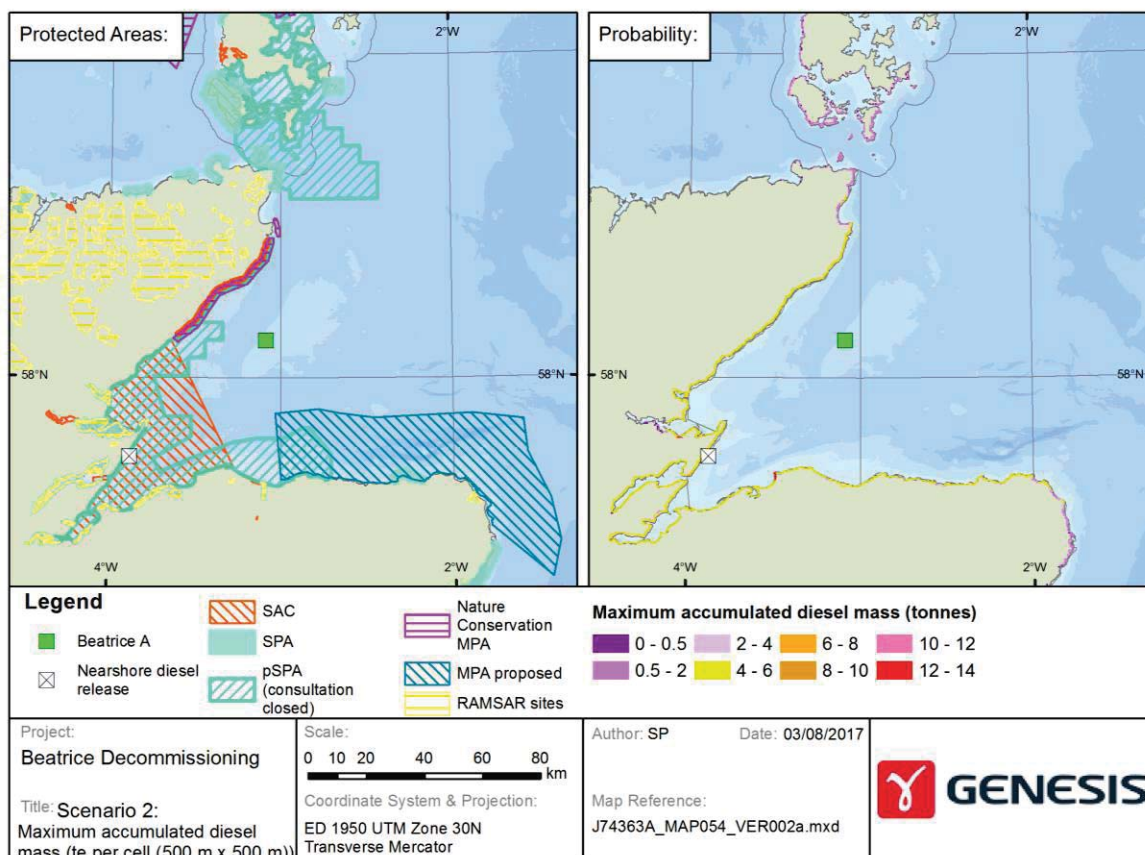 Protected Areas:
2°W
58°N
4°W
2°W
Probability:
2°W
58°N
4°W
2°W
Legend
Beatrice A
Nearshore diesel
release
SAC
SPA
pSPA
(consultation
closed)
Nature
Conservation
MPA
MPA proposed
RAMSAR sites
Maximum accumulated diesel mass (tonnes)
0 - 0.5
0.5 - 2
2 - 4
4 - 6
6 - 8
8 - 10
10 - 12
12 - 14
Project:
Beatrice Decommissioning
Title: Scenario 2:
Maximum accumulated diesel
mass (te per cell (500 m x 500 m))
Scale:
0 10 20 40 60 80
km
Coordinate System & Projection:
ED 1950 UTM Zone 30N
Transverse Mercator
Author: SP Date: 03/08/2017
Map Reference:
J74363A_MAP054_VER002a.mxd
GENESIS